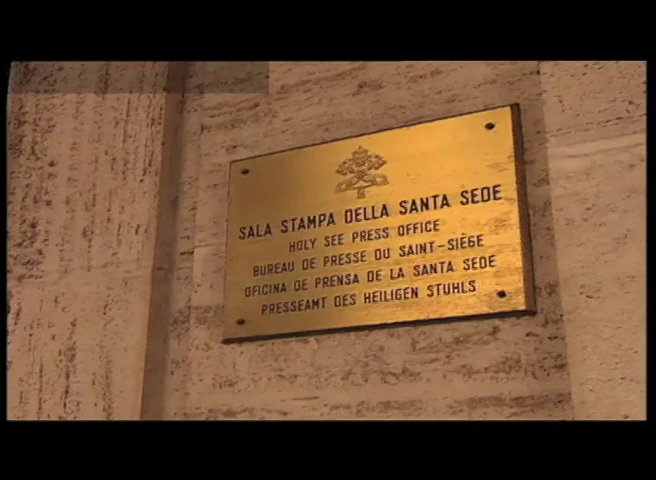 SALA STAMPA DELLA SANTA SEDE
HOLY SEE PRESS OFFICE
BUREAU DE PRESSE DU SAINT-SIÈGE
OFICINA DE PRENSA DE LA SANTA SEDE
PRESSEAMT DES HEILIGEN STUHLS